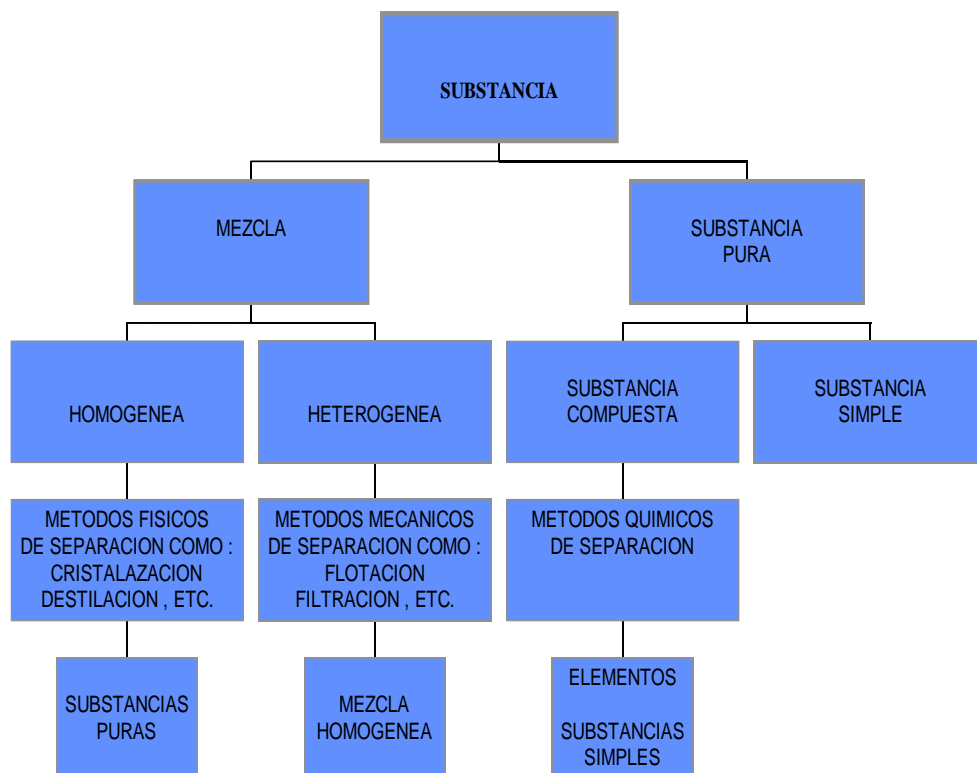 SUBSTANCIA
MEZCLA
SUBSTANCIA
PURA
HOMOGENEA
HETEROGENEA
SUBSTANCIA
COMPUESTA
SUBSTANCIA
SIMPLE
METODOS FISICOS
DE SEPARACION COMO :
CRISTALAZACION
DESTILACION , ETC.
METODOS MECANICOS
DE SEPARACION COMO :
FLOTACION
FILTRACION , ETC.
METODOS QUIMICOS
DE SEPARACION
SUBSTANCIAS
PURAS
MEZCLA
HOMOGENEA
ELEMENTOS
SUBSTANCIAS
SIMPLES